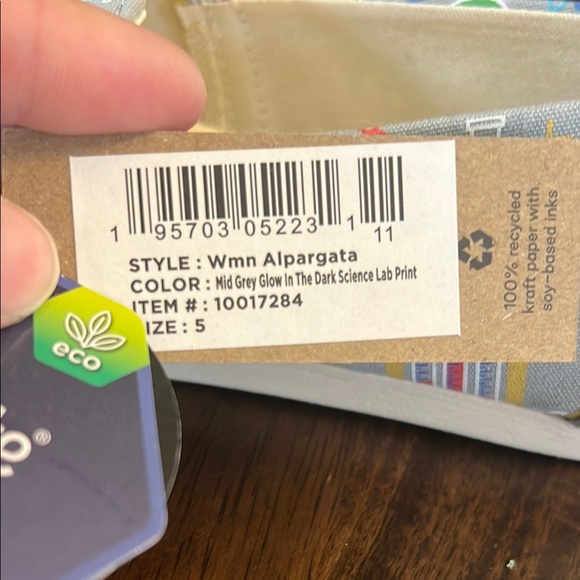 1 95703 05223 1 11
STYLE : Wmn Alpargata
COLOR : Mid Grey Glow In The Dark Science Lab Print
ITEM # : 10017284
IZE : 5
100% recycled
kraft paper with
soy-based inks
eco
®